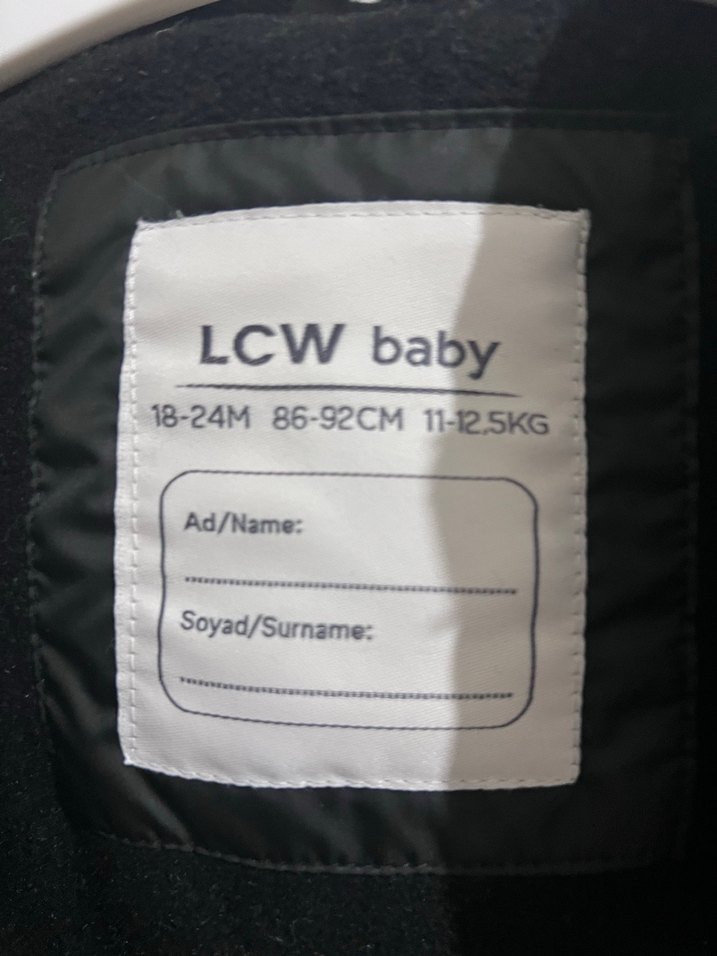 LCW baby
18-24M 86-92CM 11-12,5KG
Ad/Name:
Soyad/Surname: